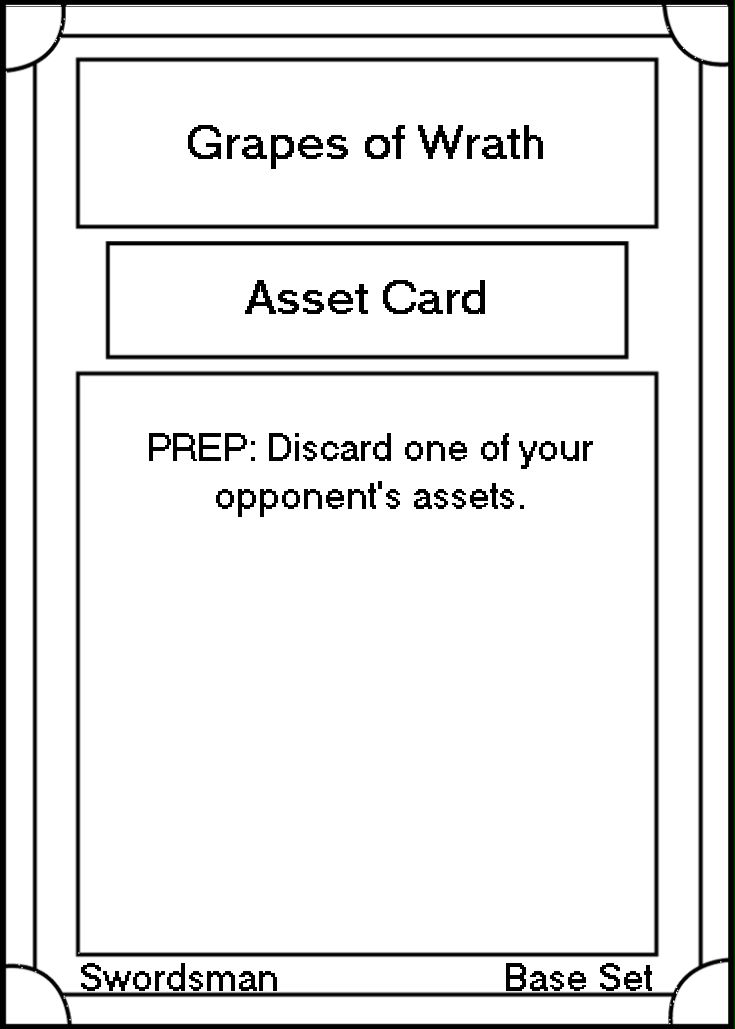 Grapes of Wrath
Asset Card
PREP: Discard one of your
opponent's assets.
Swordsman Base Set